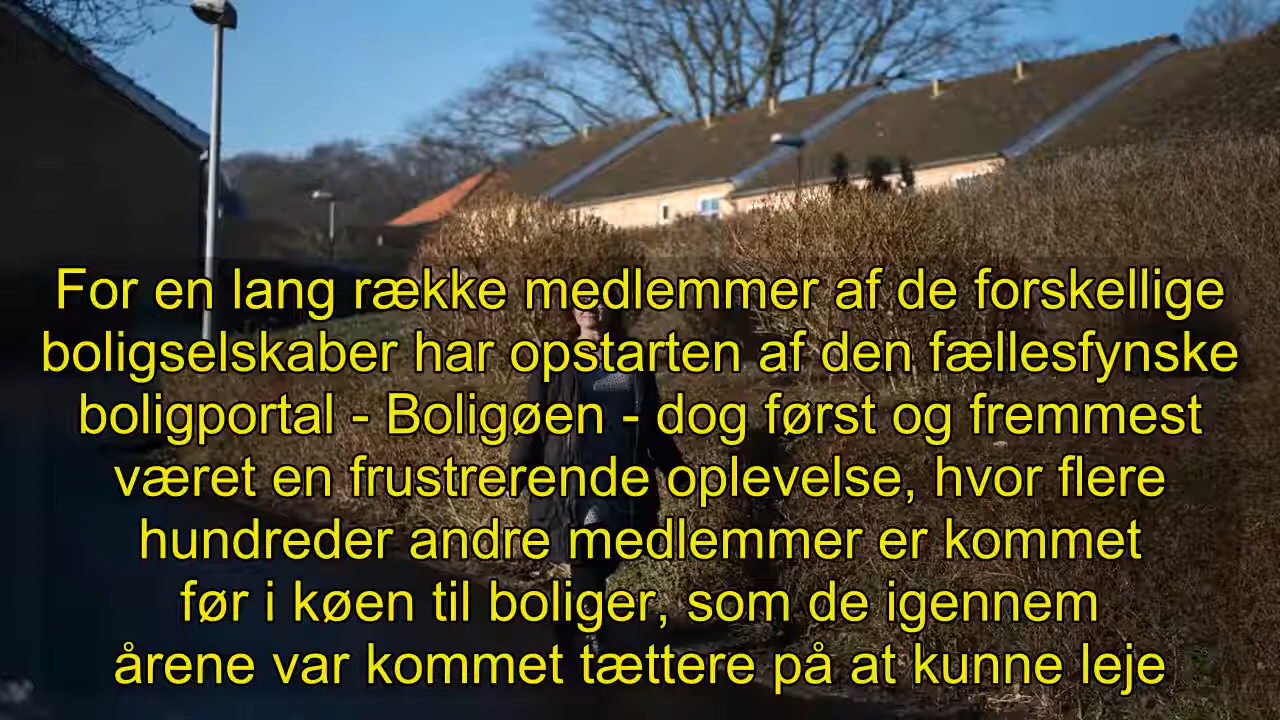 For en lang række medlemmer af de forskellige
boligselskaber har opstarten af den fællesfynske
boligportal - Boligøen - dog først og fremmest
været en frustrerende oplevelse, hvor flere
hundreder andre medlemmer er kommet
før i køen til boliger, som de igennem
årene var kommet tættere på at kunne leje